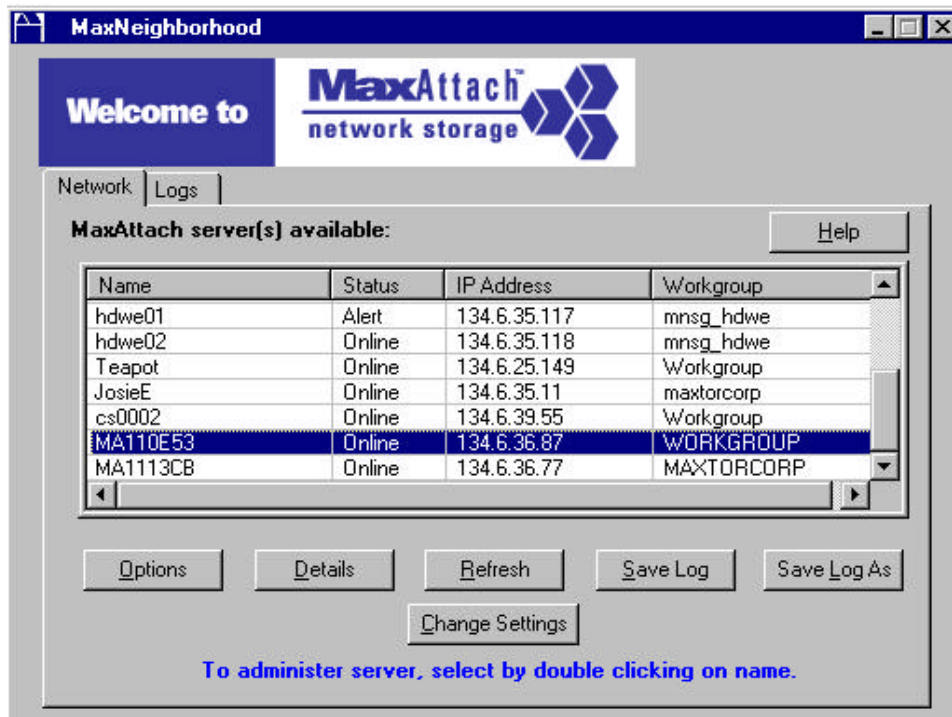 MaxNeighborhood
Welcome to MaxAttach™
network storage
Network Logs
MaxAttach server(s) available: Help
Name Status IP Address Workgroup
hdwe01 Alert 134.6.35.117 mnsg_hdwe
hdwe02 Online 134.6.35.118 mnsg_hdwe
Teapot Online 134.6.25.149 Workgroup
JosieE Online 134.6.35.11 maxtorcorp
cs0002 Online 134.6.39.55 Workgroup
MA110E53 Online 134.6.36.87 WORKGROUP
MA1113CB Online 134.6.36.77 MAXTORCORP
Options Details Refresh Save Log Save Log As
Change Settings
To administer server, select by double clicking on name.